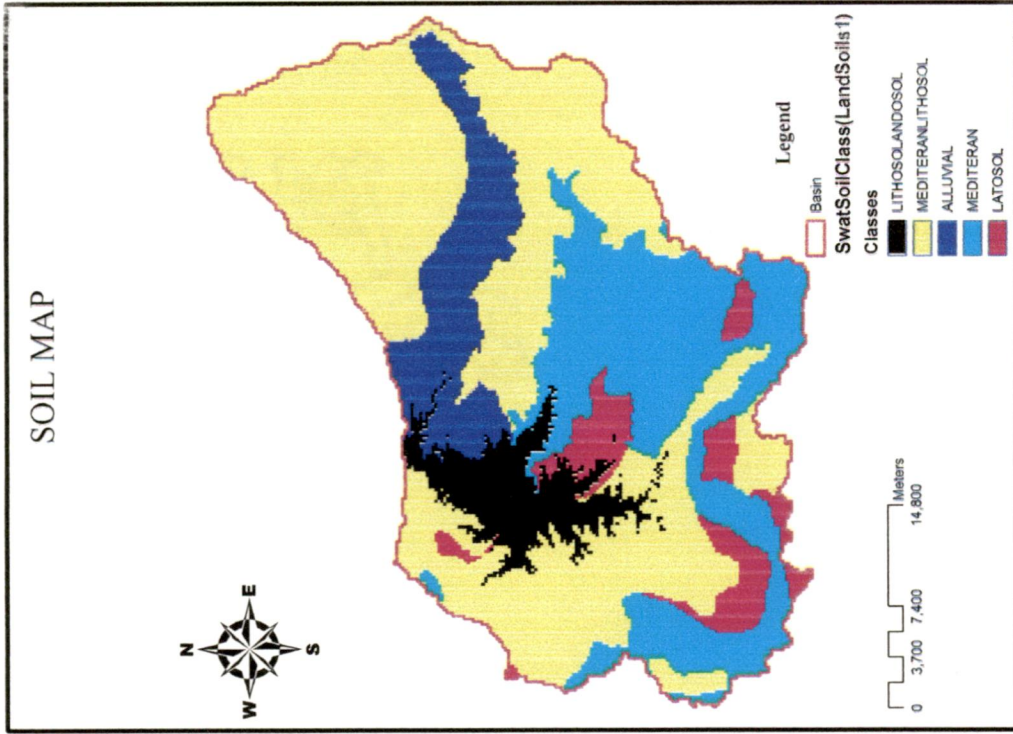 SOIL MAP
N
W
E
S
Legend
Basin
SwatSoilClass(LandSoils1)
Classes
LITHOSOLANDOSOL
MEDITERANLITHOSOL
ALLUVIAL
MEDITERAN
LATOSOL
0 3,700 7,400 14,800
Meters